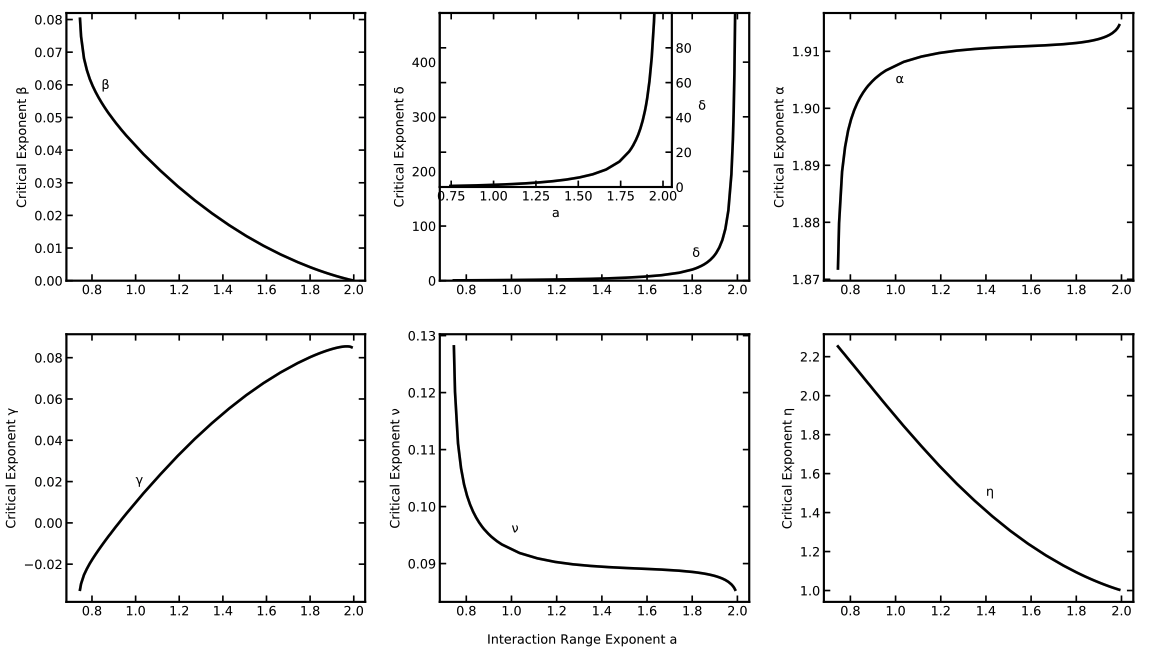 Critical Exponent β
0.08
0.07
0.06
0.05
0.04
0.03
0.02
0.01
0.00
β
0.8 1.0 1.2 1.4 1.6 1.8 2.0
Critical Exponent δ
400
300
200
100
0
80
60
40
20
0
δ
0.75 1.00 1.25 1.50 1.75 2.00
a
δ
0.8 1.0 1.2 1.4 1.6 1.8 2.0
Critical Exponent α
1.91
1.90
1.89
1.88
1.87
α
0.8 1.0 1.2 1.4 1.6 1.8 2.0
Critical Exponent γ
0.08
0.06
0.04
0.02
0.00
−0.02
γ
0.8 1.0 1.2 1.4 1.6 1.8 2.0
Critical Exponent ν
0.13
0.12
0.11
0.10
0.09
ν
0.8 1.0 1.2 1.4 1.6 1.8 2.0
Critical Exponent η
2.2
2.0
1.8
1.6
1.4
1.2
1.0
η
0.8 1.0 1.2 1.4 1.6 1.8 2.0
Interaction Range Exponent a